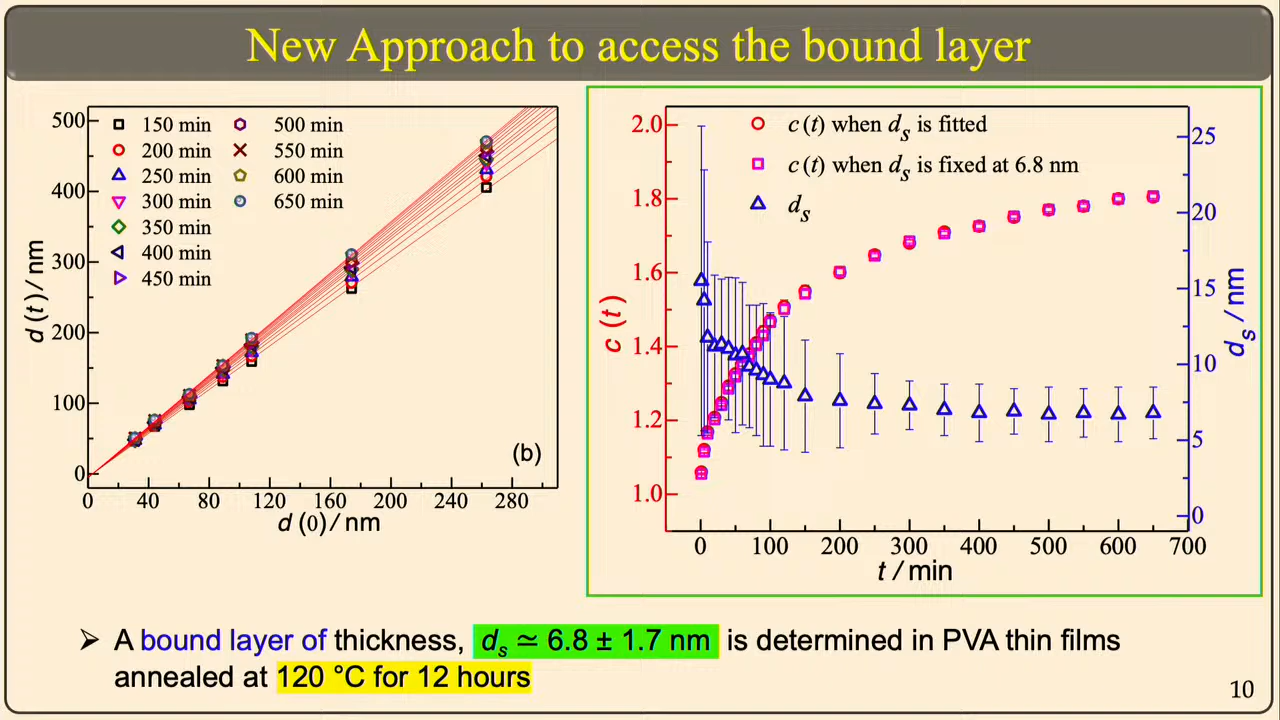 New Approach to access the bound layer
500
400
300
200
100
0
d (t) / nm
150 min
200 min
250 min
300 min
350 min
400 min
450 min
500 min
550 min
600 min
650 min
(b)
0 40 80 120 160 200 240 280
d (0) / nm
2.0
1.8
1.6
1.4
1.2
1.0
c (t)
c (t) when ds is fitted
c (t) when ds is fixed at 6.8 nm
ds
25
20
15
10
5
0
ds / nm
0 100 200 300 400 500 600 700
t / min
➢ A bound layer of thickness, ds ≃ 6.8 ± 1.7 nm is determined in PVA thin films
annealed at 120 °C for 12 hours
10